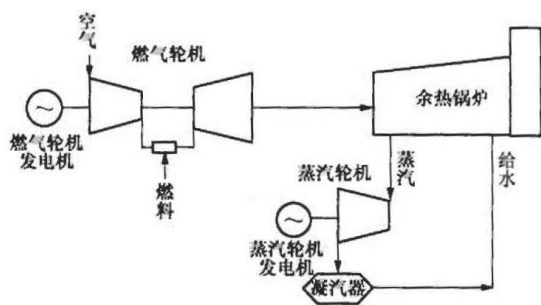 空气
燃气轮机
余热锅炉
燃气轮机
发电机
燃料
蒸汽轮机
蒸汽
给水
蒸汽轮机
发电机
凝汽器